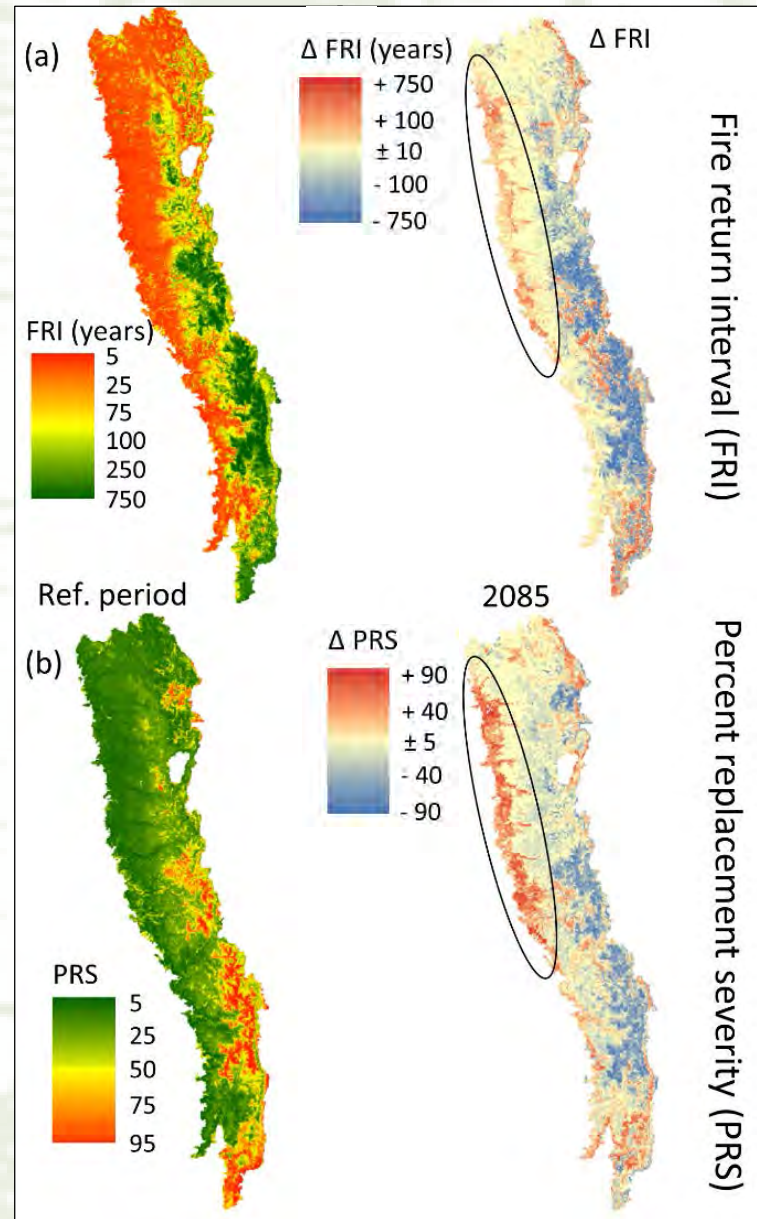 (a)
Δ FRI (years)
+ 750
+ 100
± 10
- 100
- 750
Δ FRI
FRI (years)
5
25
75
100
250
750
Fire return interval (FRI)
Ref. period
2085
(b)
Δ PRS
+ 90
+ 40
± 5
- 40
- 90
PRS
5
25
50
75
95
Percent replacement severity (PRS)